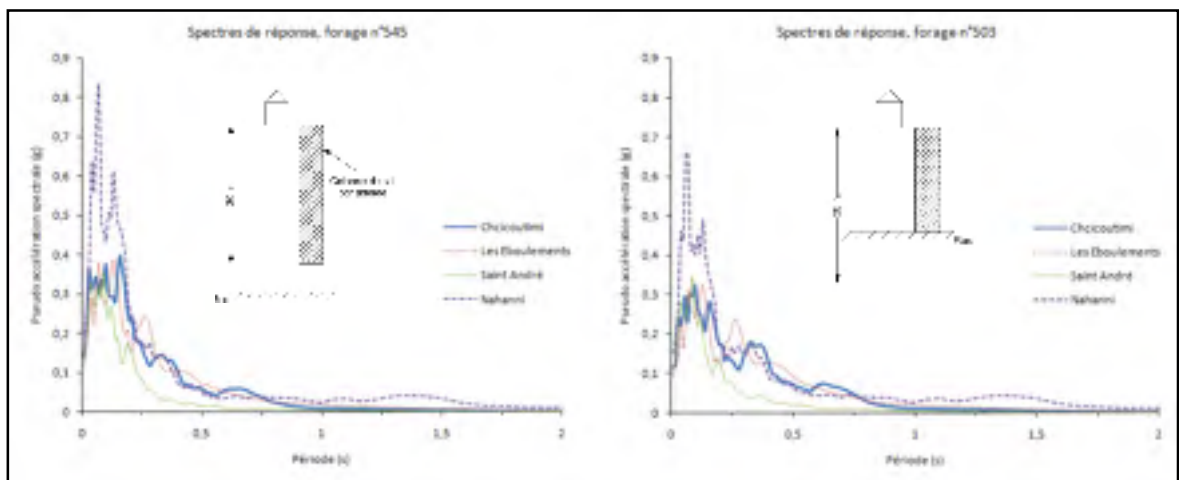 Spectres de réponse, forage n°545
0,9
0,8
0,7
0,6
0,5
0,4
0,3
0,2
0,1
0
Pseudo accélération spectrale (g)
0
0,5
1
1,5
2
Période (s)
Chcicoutimi
Les Eboulements
Saint André
Nahanni
Spectres de réponse, forage n°503
0,9
0,8
0,7
0,6
0,5
0,4
0,3
0,2
0,1
0
Pseudo accélération spectrale (g)
0
0,5
1
1,5
2
Période (s)
Chcicoutimi
Les Eboulements
Saint André
Nahanni